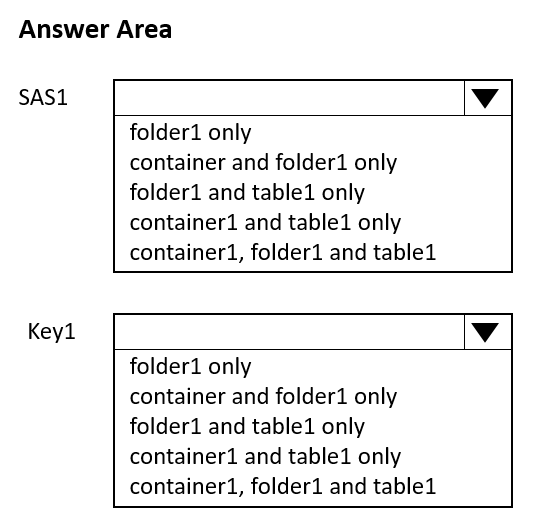 Answer Area
SAS1
folder1 only
container and folder1 only
folder1 and table1 only
container1 and table1 only
container1, folder1 and table1
Key1
folder1 only
container and folder1 only
folder1 and table1 only
container1 and table1 only
container1, folder1 and table1